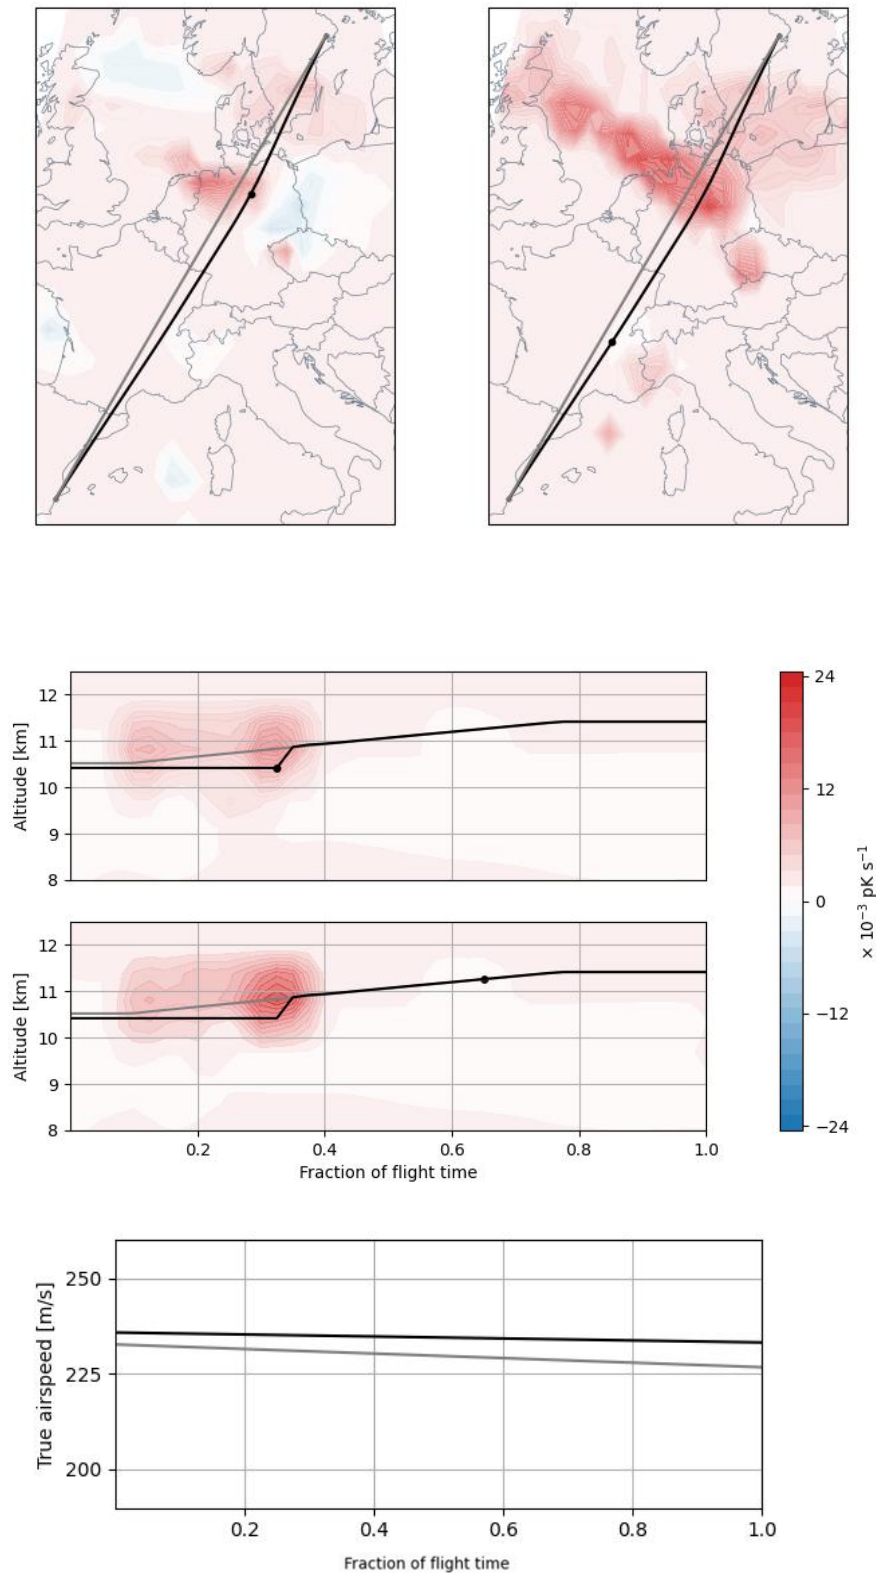 12
11
10
9
8
Altitude [km]
12
11
10
9
8
Altitude [km]
0.2 0.4 0.6 0.8 1.0
Fraction of flight time
24
12
0
−12
−24
× 10⁻³ pK s⁻¹
250
225
200
True airspeed [m/s]
0.2 0.4 0.6 0.8 1.0
Fraction of flight time